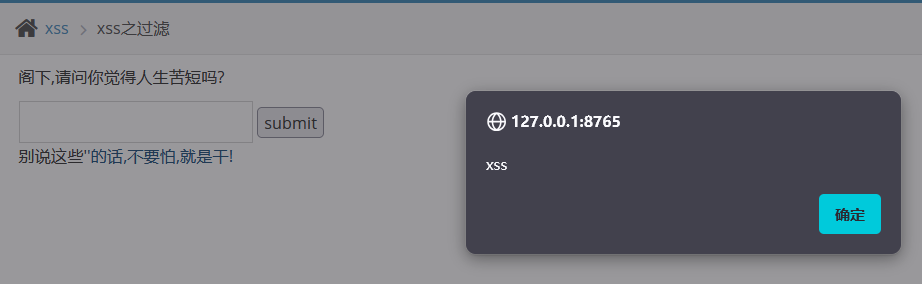 xss > xss之过滤
阁下,请问你觉得人生苦短吗?
submit
别说这些''的话,不要怕,就是干!
127.0.0.1:8765
xss
确定